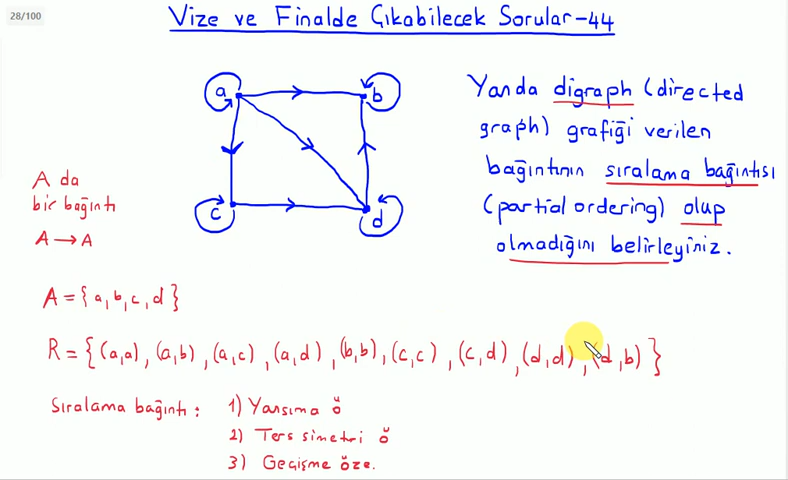 28/100
Vize ve Finalde Çıkabilecek Sorular-44
a
b
c
d
Yanda digraph (directed
graph) grafiği verilen
bağıntının sıralama bağıntısı
(partial ordering) olup
olmadığını belirleyiniz.
A da
bir bağıntı
A → A
A = {a, b, c, d}
R = {(a,a), (a,b), (a,c), (a,d), (b,b), (c,c), (c,d), (d,d), (d,b)}
Sıralama bağıntı : 1) Yansıma ö
2) Ters simetri ö
3) Geçişme öze.